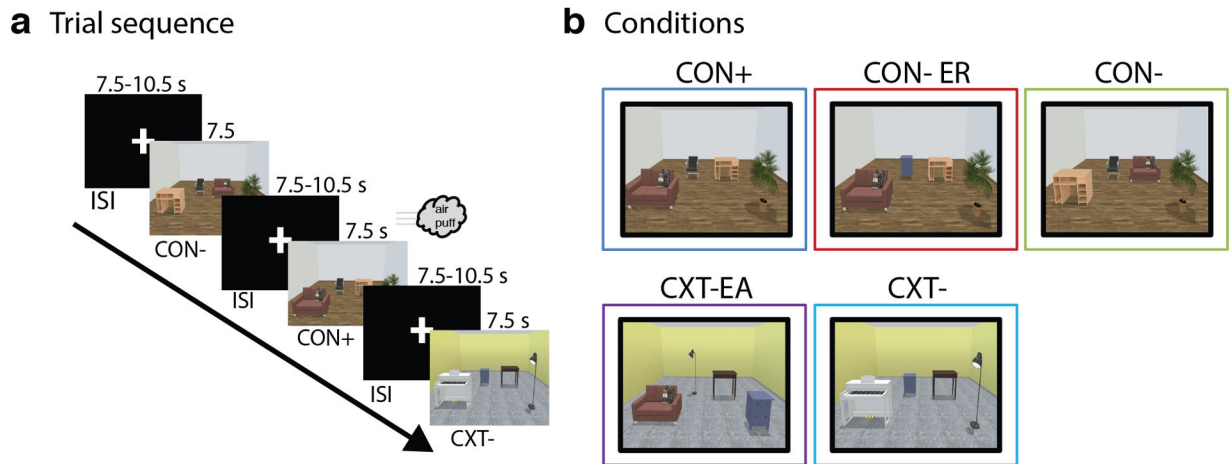 a Trial sequence
7.5-10.5 s
7.5
ISI
7.5-10.5 s
CON-
air
puff
7.5 s
ISI
7.5-10.5 s
CON+
7.5 s
ISI
CXT-
b Conditions
CON+ CON- ER CON-
CXT-EA CXT-